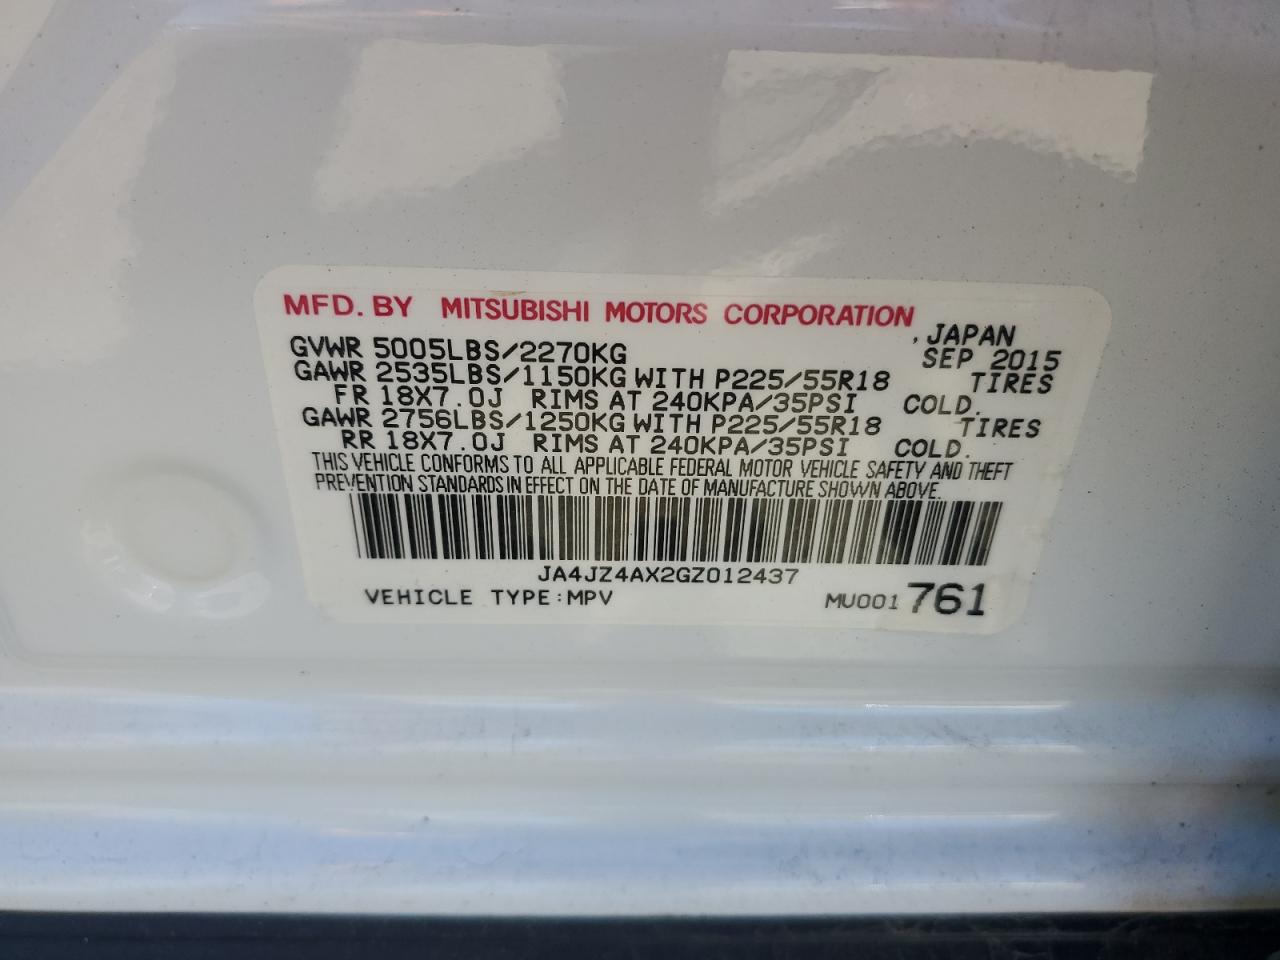 MFD. BY MITSUBISHI MOTORS CORPORATION , JAPAN
GVWR 5005LBS/2270KG SEP 2015
GAWR 2535LBS/1150KG WITH P225/55R18 TIRES
FR 18X7.0J RIMS AT 240KPA/35PSI COLD.
GAWR 2756LBS/1250KG WITH P225/55R18 TIRES
RR 18X7.0J RIMS AT 240KPA/35PSI COLD.
THIS VEHICLE CONFORMS TO ALL APPLICABLE FEDERAL MOTOR VEHICLE SAFETY AND THEFT
PREVENTION STANDARDS IN EFFECT ON THE DATE OF MANUFACTURE SHOWN ABOVE.
JA4JZ4AX2GZ012437
VEHICLE TYPE:MPV MU001 761